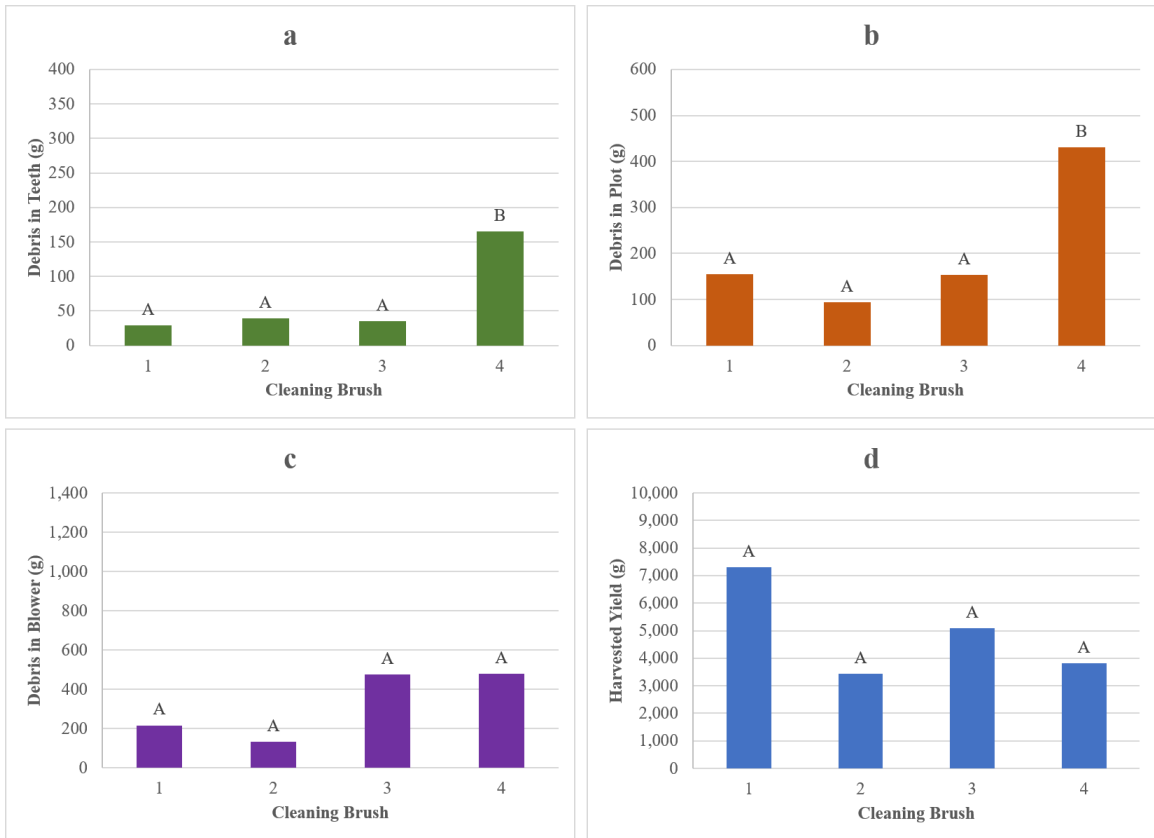 a
Debris in Teeth (g)
400
350
300
250
200
150
100
50
0
A
A
A
B
1 2 3 4
Cleaning Brush
b
Debris in Plot (g)
600
500
400
300
200
100
0
A
A
A
B
1 2 3 4
Cleaning Brush
c
Debris in Blower (g)
1,400
1,200
1,000
800
600
400
200
0
A
A
A
A
1 2 3 4
Cleaning Brush
d
Harvested Yield (g)
10,000
9,000
8,000
7,000
6,000
5,000
4,000
3,000
2,000
1,000
0
A
A
A
A
1 2 3 4
Cleaning Brush